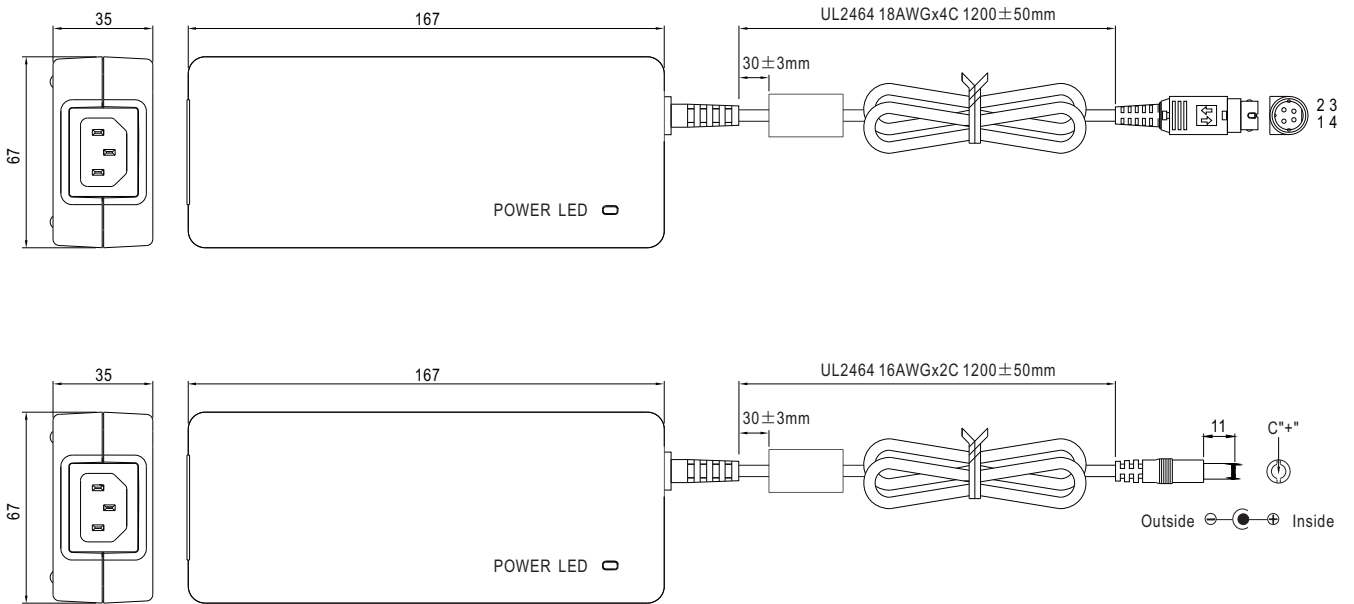 35
167
UL2464 18AWGx4C 1200±50mm
30±3mm
67
2 3
1 4
POWER LED
35
167
UL2464 16AWGx2C 1200±50mm
30±3mm
11
C"+"
67
Outside
Inside
POWER LED